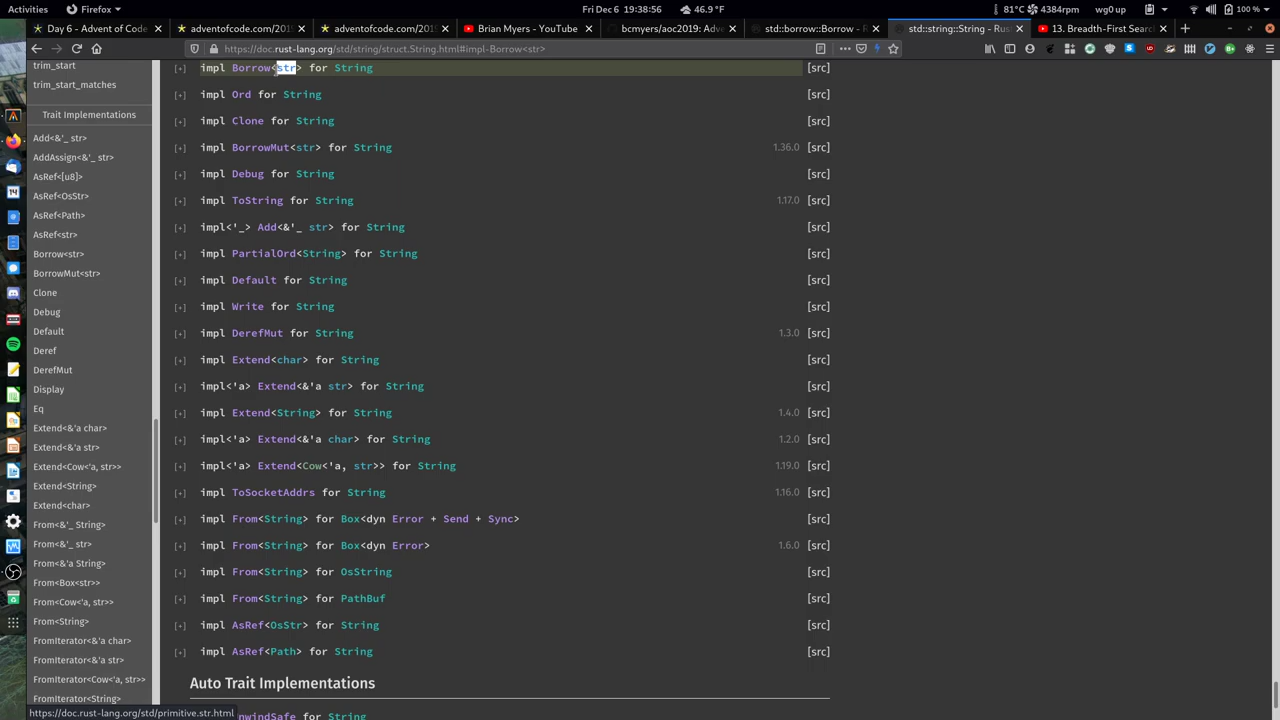 Activities
Firefox
Fri Dec 6 18:38:56
46.9 °F
81°C
4384rpm
wg0 up
100 %
Day 6 - Advent of Code
adventofcode.com/2019
adventofcode.com/2019
Brian Myers - YouTube
bcmyers/aoc2019: Advent
std::borrow::Borrow - Rus
std::string::String - Rus
13. Breadth-First Search
https://doc.rust-lang.org/std/string/struct.String.html#impl-Borrow<str>
trim_start
trim_start_matches
Trait Implementations
Add<&'_ str>
AddAssign<&'_ str>
AsRef<[u8]>
AsRef<OsStr>
AsRef<Path>
AsRef<str>
Borrow<str>
BorrowMut<str>
Clone
Debug
Default
Deref
DerefMut
Display
Eq
Extend<&'a char>
Extend<&'a str>
Extend<Cow<'a, str>>
Extend<String>
Extend<char>
From<&'_ String>
From<&'_ str>
From<&'a String>
From<Box<str>>
From<Cow<'a, str>>
From<String>
FromIterator<&'a char>
FromIterator<&'a str>
FromIterator<Cow<'a, str>>
FromIterator<String>
[+] impl Borrow<str> for String [src]
[+] impl Ord for String [src]
[+] impl Clone for String [src]
[+] impl BorrowMut<str> for String 1.36.0 [src]
[+] impl Debug for String [src]
[+] impl ToString for String 1.17.0 [src]
[+] impl<'_> Add<&'_ str> for String [src]
[+] impl PartialOrd<String> for String [src]
[+] impl Default for String [src]
[+] impl Write for String [src]
[+] impl DerefMut for String 1.3.0 [src]
[+] impl Extend<char> for String [src]
[+] impl<'a> Extend<&'a str> for String [src]
[+] impl Extend<String> for String 1.4.0 [src]
[+] impl<'a> Extend<&'a char> for String 1.2.0 [src]
[+] impl<'a> Extend<Cow<'a, str>> for String 1.19.0 [src]
[+] impl ToSocketAddrs for String 1.16.0 [src]
[+] impl From<String> for Box<dyn Error + Send + Sync> [src]
[+] impl From<String> for Box<dyn Error> 1.6.0 [src]
[+] impl From<String> for OsString [src]
[+] impl From<String> for PathBuf [src]
[+] impl AsRef<OsStr> for String [src]
[+] impl AsRef<Path> for String [src]
Auto Trait Implementations
nwindSafe for String [src]
https://doc.rust-lang.org/std/primitive.str.html